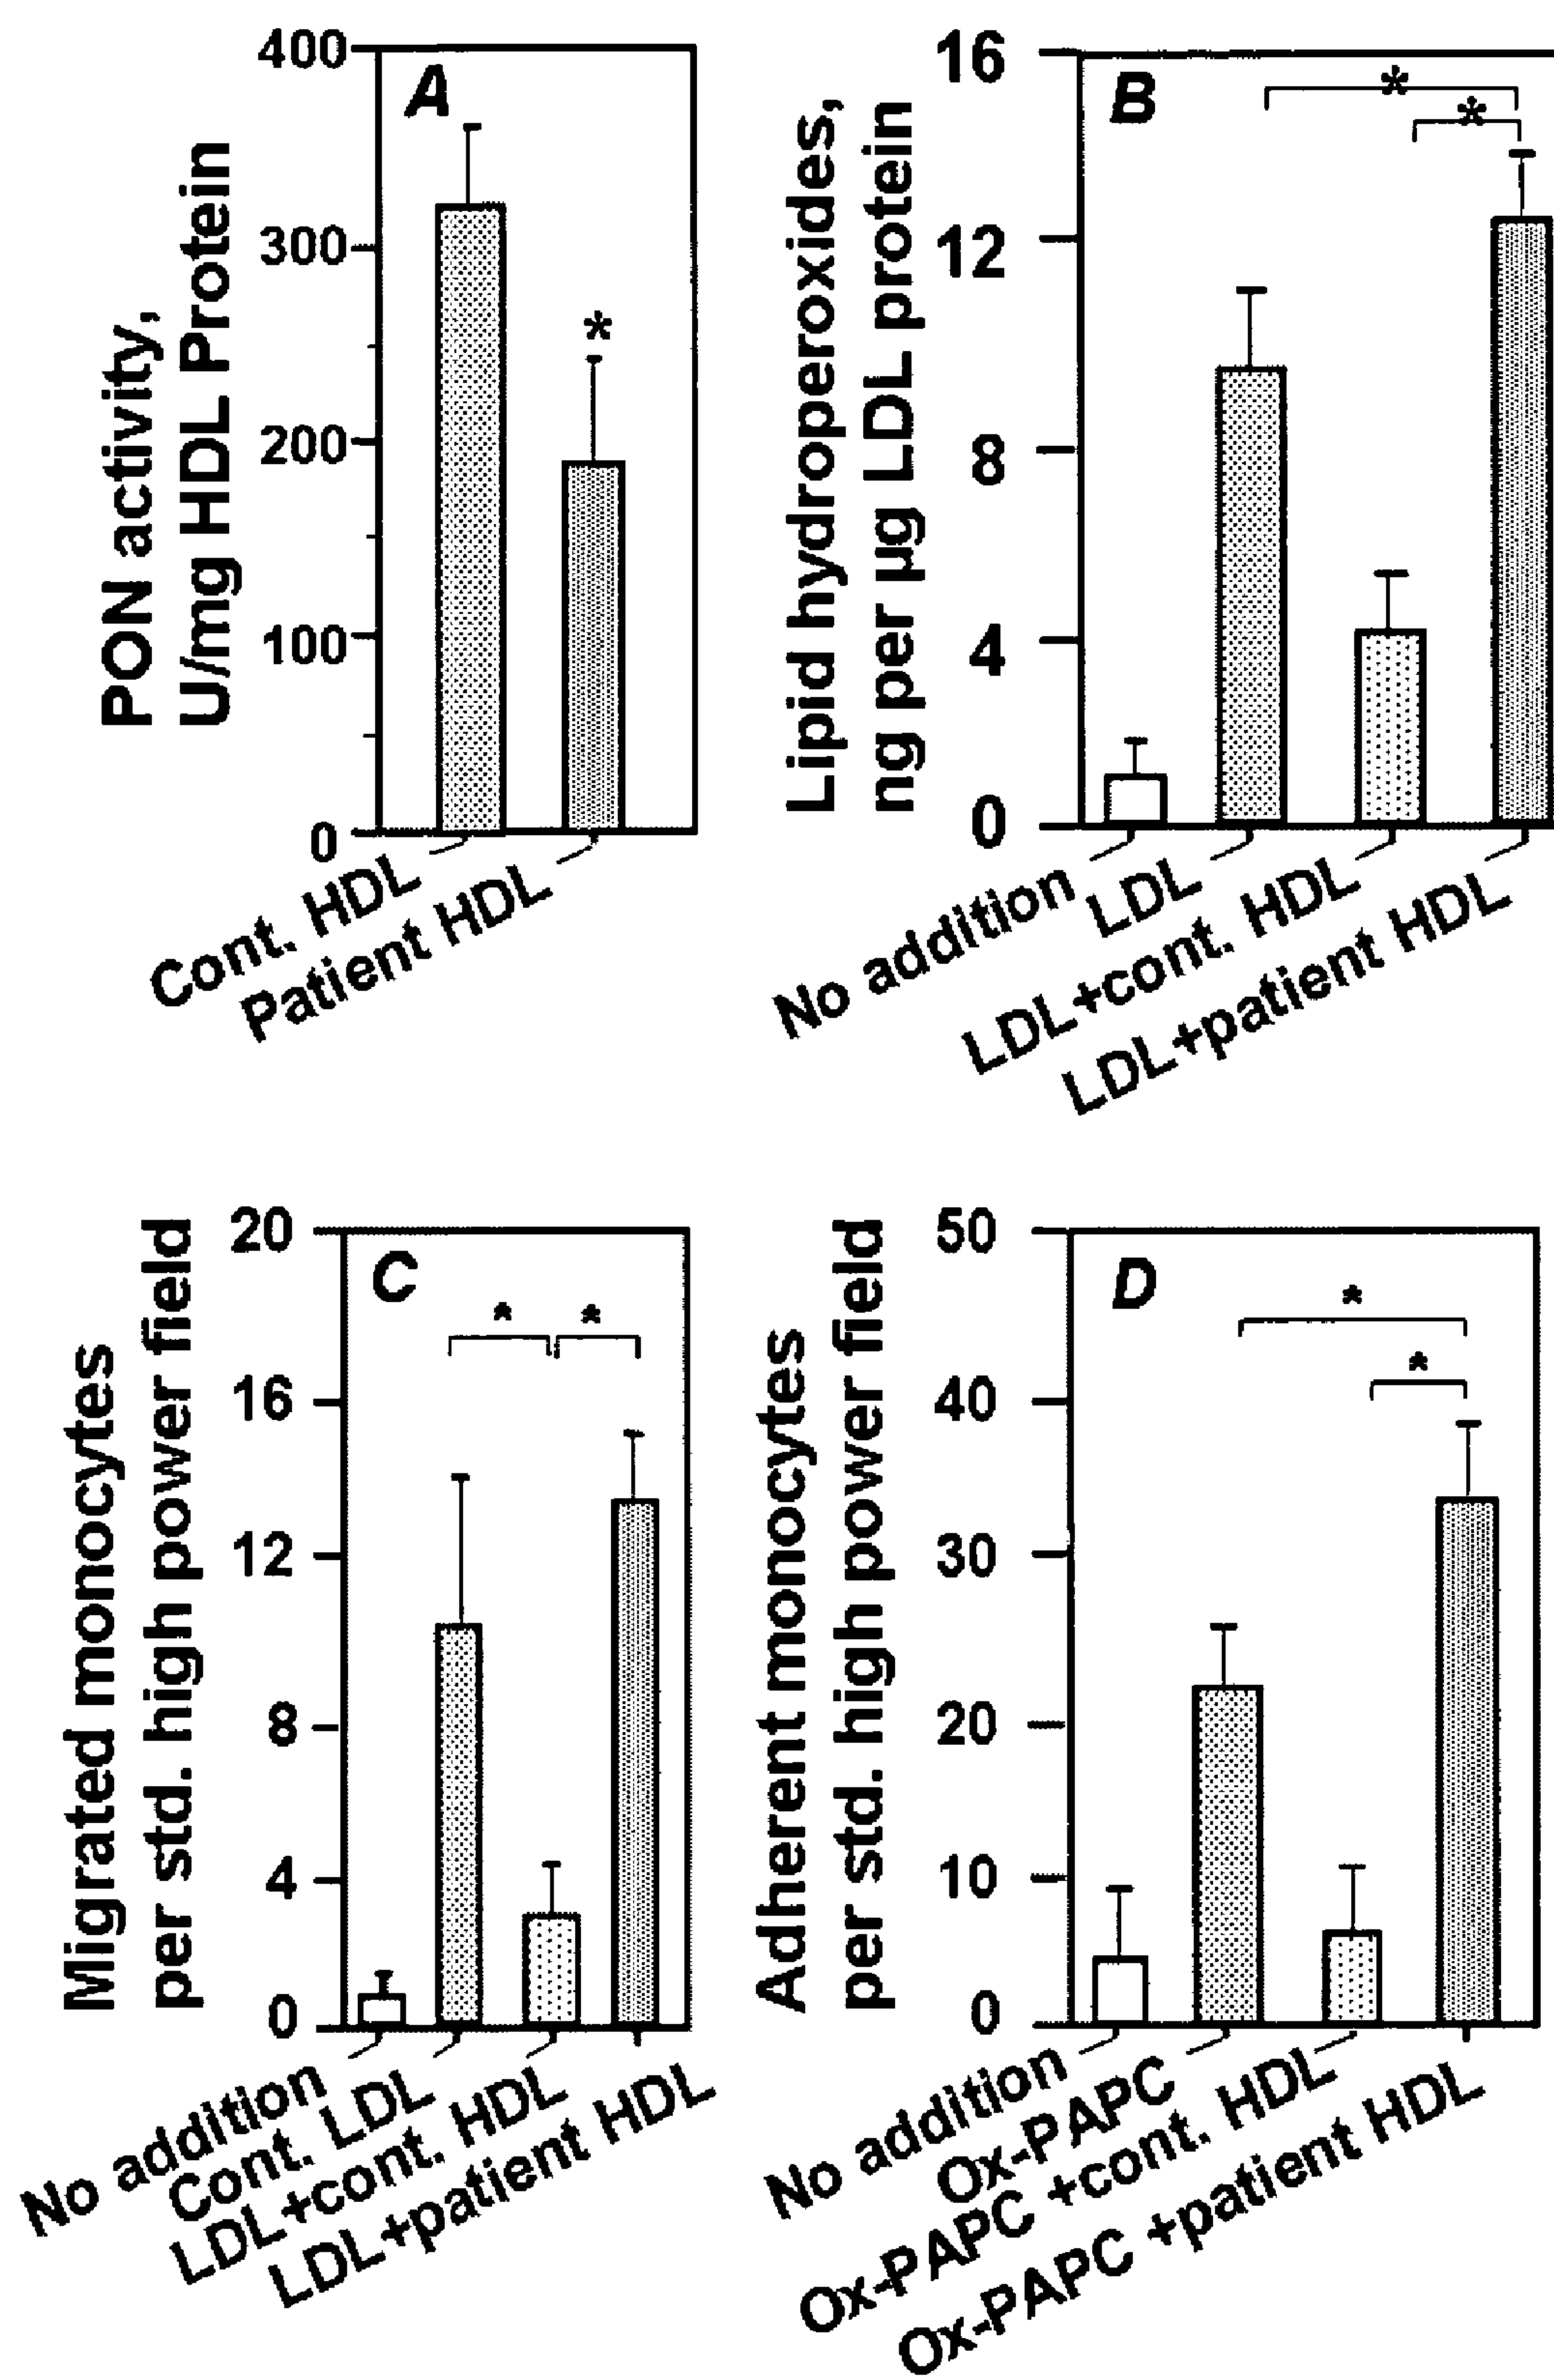 A
PON activity,
U/mg HDL Protein
400
300
200
100
0
*
Cont. HDL
Patient HDL
B
Lipid hydroperoxides,
ng per µg LDL protein
16
12
8
4
0
*
*
No addition
LDL
LDL+cont. HDL
LDL+patient HDL
C
Migrated monocytes
per std. high power field
20
16
12
8
4
0
* *
No addition
Cont. LDL
LDL+cont. HDL
LDL+patient HDL
D
Adherent monocytes
per std. high power field
50
40
30
20
10
0
*
*
No addition
Ox-PAPC
Ox-PAPC +cont. HDL
Ox-PAPC +patient HDL